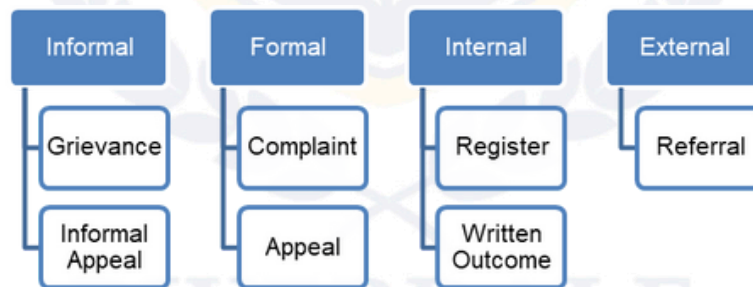 Informal
Formal
Internal
External
Grievance
Complaint
Register
Referral
Informal
Appeal
Appeal
Written
Outcome